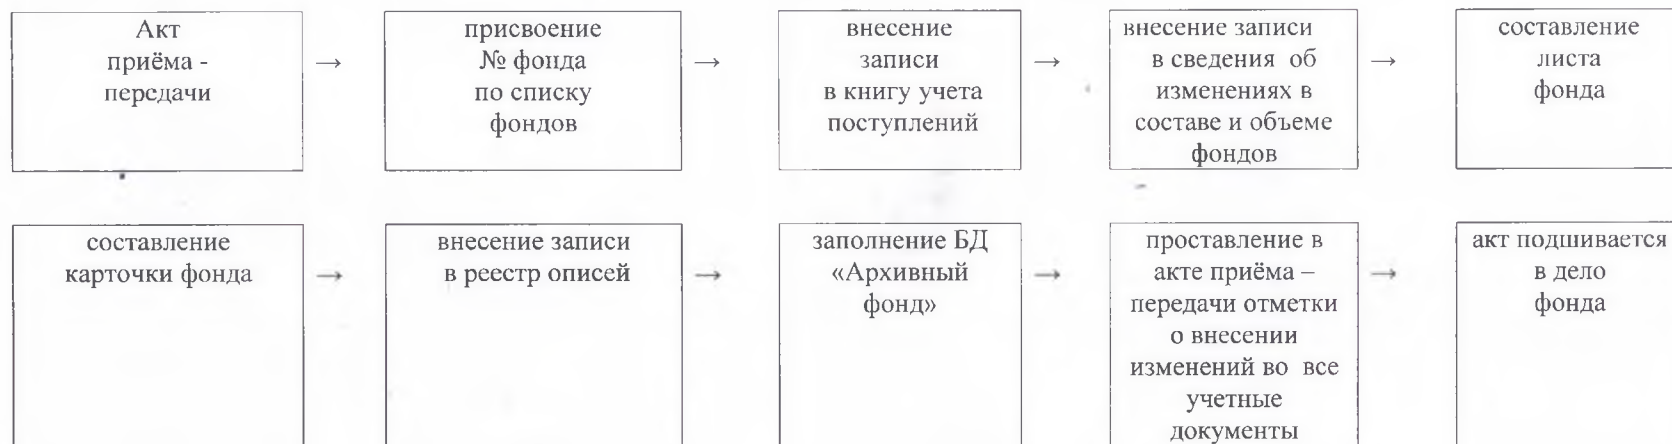 Акт
приёма -
передачи
→
присвоение
№ фонда
по списку
фондов
→
внесение
записи
в книгу учета
поступлений
→
внесение записи
в сведения об
изменениях в
составе и объеме
фондов
→
составление
листа
фонда
составление
карточки фонда
→
внесение записи
в реестр описей
→
заполнение БД
«Архивный
фонд»
→
проставление в
акте приёма –
передачи отметки
о внесении
изменений во все
учетные
документы
→
акт подшивается
в дело
фонда